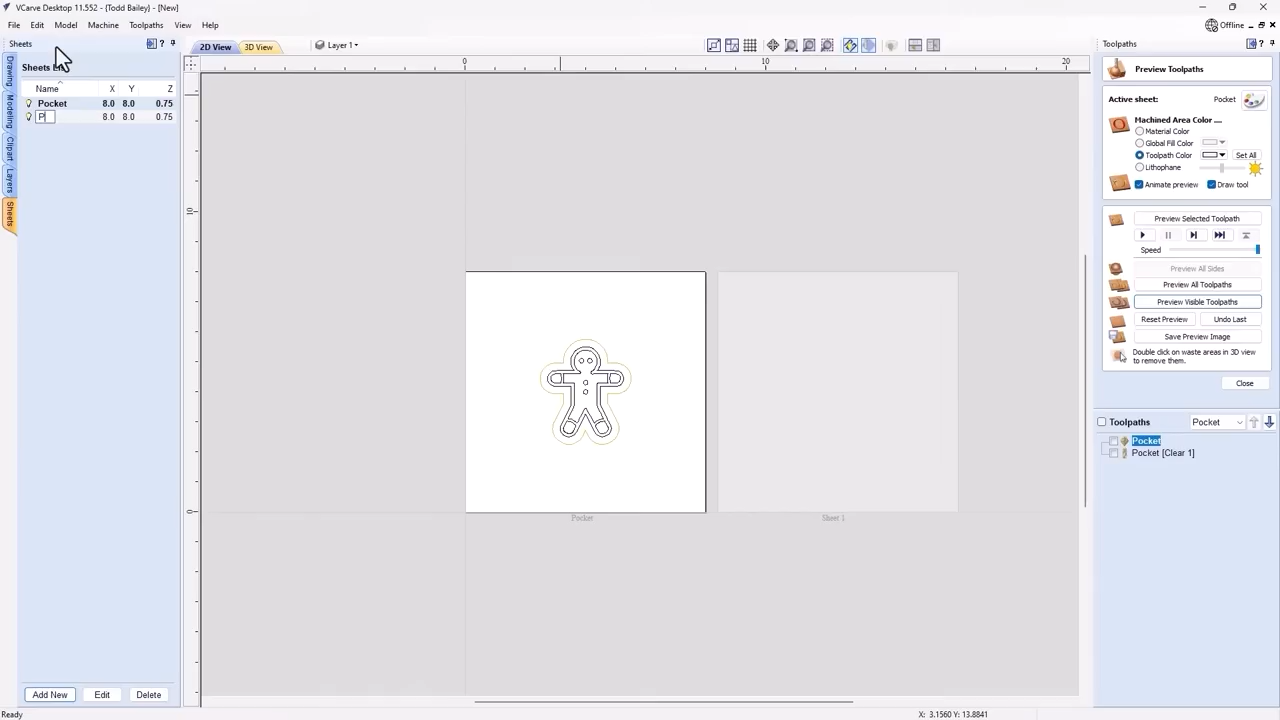 VCarve Desktop 11.552 - {Todd Bailey} - [New]
File Edit Model Machine Toolpaths View Help
Offline
Sheets
2D View 3D View Layer 1
Toolpaths
Sheets
Name X Y Z
Pocket 8.0 8.0 0.75
P 8.0 8.0 0.75
Drawing
Modeling
Clipart
Layers
Sheets
0 10 20
10
0
Pocket
Sheet 1
Preview Toolpaths
Active sheet: Pocket
Machined Area Color ....
Material Color
Global Fill Color
Toolpath Color Set All
Lithophane
Animate preview Draw tool
Preview Selected Toolpath
Speed
Preview All Sides
Preview All Toolpaths
Preview Visible Toolpaths
Reset Preview Undo Last
Save Preview Image
Double click on waste areas in 3D view
to remove them.
Close
Toolpaths Pocket
Pocket
Pocket [Clear 1]
Add New Edit Delete
Ready X: 3.1560 Y: 13.8841